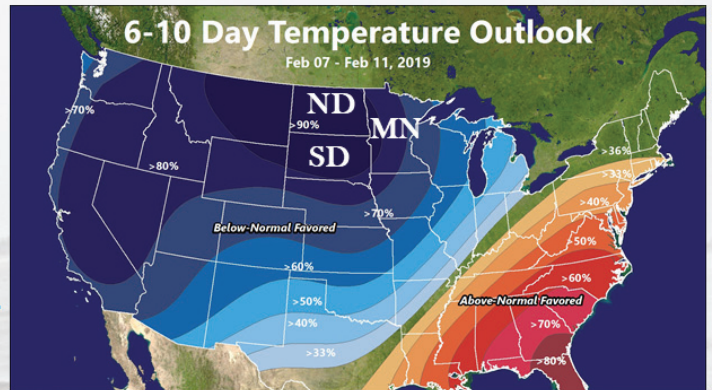 6-10 Day Temperature Outlook
Feb 07 - Feb 11, 2019
ND
>90%
MN
SD
>70%
>80%
>36%
>33%
>40%
>70%
Below-Normal Favored
>50%
>60%
>60%
>50%
Above-Normal Favored
>40%
>70%
>33%
>80%